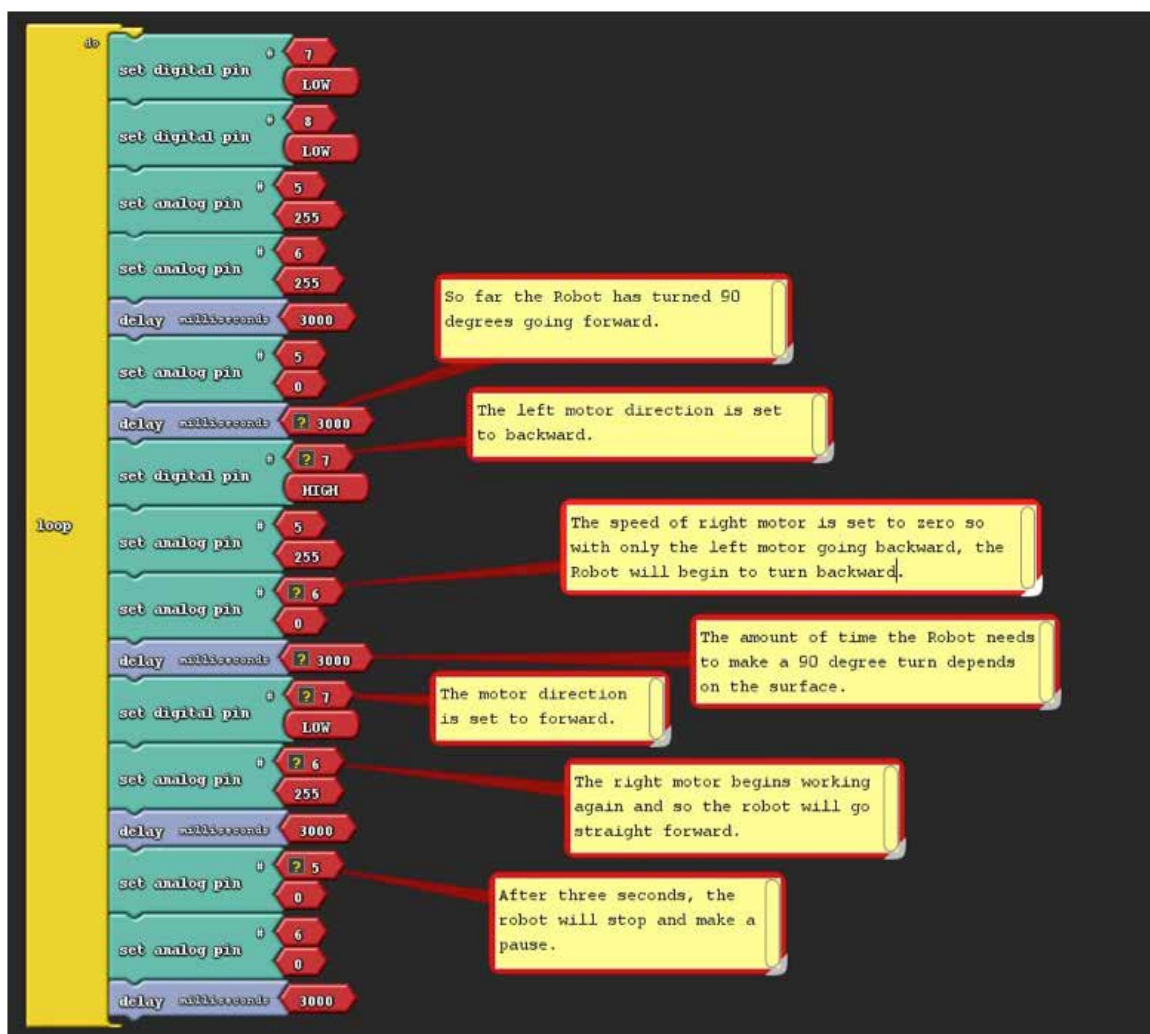 do
set digital pin # 7
LOW
set digital pin # 8
LOW
set analog pin # 5
255
set analog pin # 6
255
delay milliseconds 3000
set analog pin # 5
0
delay milliseconds ? 3000
So far the Robot has turned 90
degrees going forward.
set digital pin # ? 7
HIGH
The left motor direction is set
to backward.
loop
set analog pin # 5
255
set analog pin # ? 6
0
The speed of right motor is set to zero so
with only the left motor going backward, the
Robot will begin to turn backward.
delay milliseconds ? 3000
The amount of time the Robot needs
to make a 90 degree turn depends
on the surface.
set digital pin # ? 7
LOW
The motor direction
is set to forward.
set analog pin # ? 6
255
The right motor begins working
again and so the robot will go
straight forward.
delay milliseconds 3000
set analog pin # ? 5
0
After three seconds, the
robot will stop and make a
pause.
set analog pin # 6
0
delay milliseconds 3000